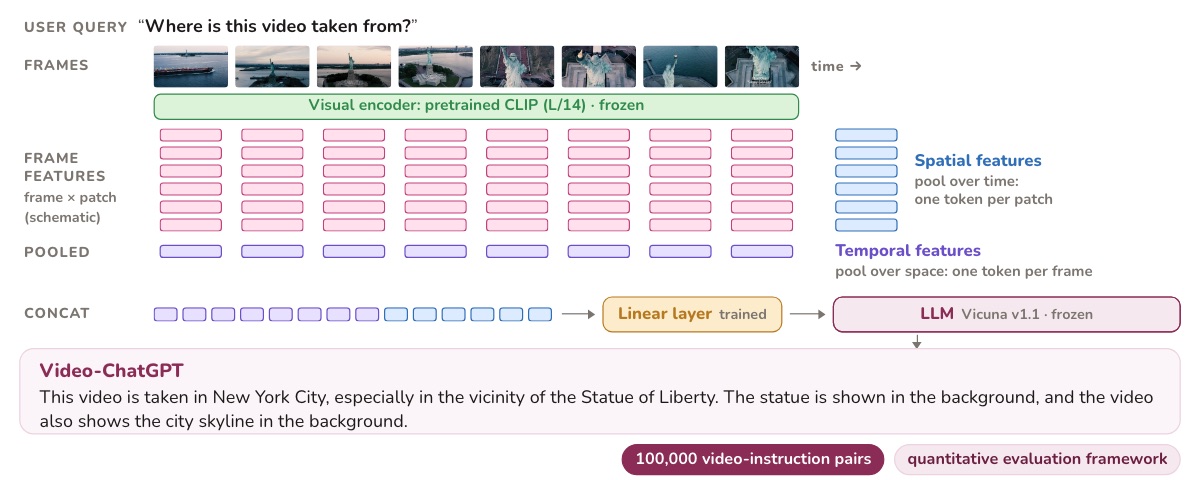 USER QUERY “Where is this video taken from?”
FRAMES
time →
Visual encoder: pretrained CLIP (L/14) · frozen
FRAME
FEATURES
frame × patch
(schematic)
Spatial features
pool over time:
one token per patch
POOLED
Temporal features
pool over space: one token per frame
CONCAT
Linear layer trained
LLM Vicuna v1.1 · frozen
Video-ChatGPT
This video is taken in New York City, especially in the vicinity of the Statue of Liberty. The statue is shown in the background, and the video
also shows the city skyline in the background.
100,000 video-instruction pairs
quantitative evaluation framework